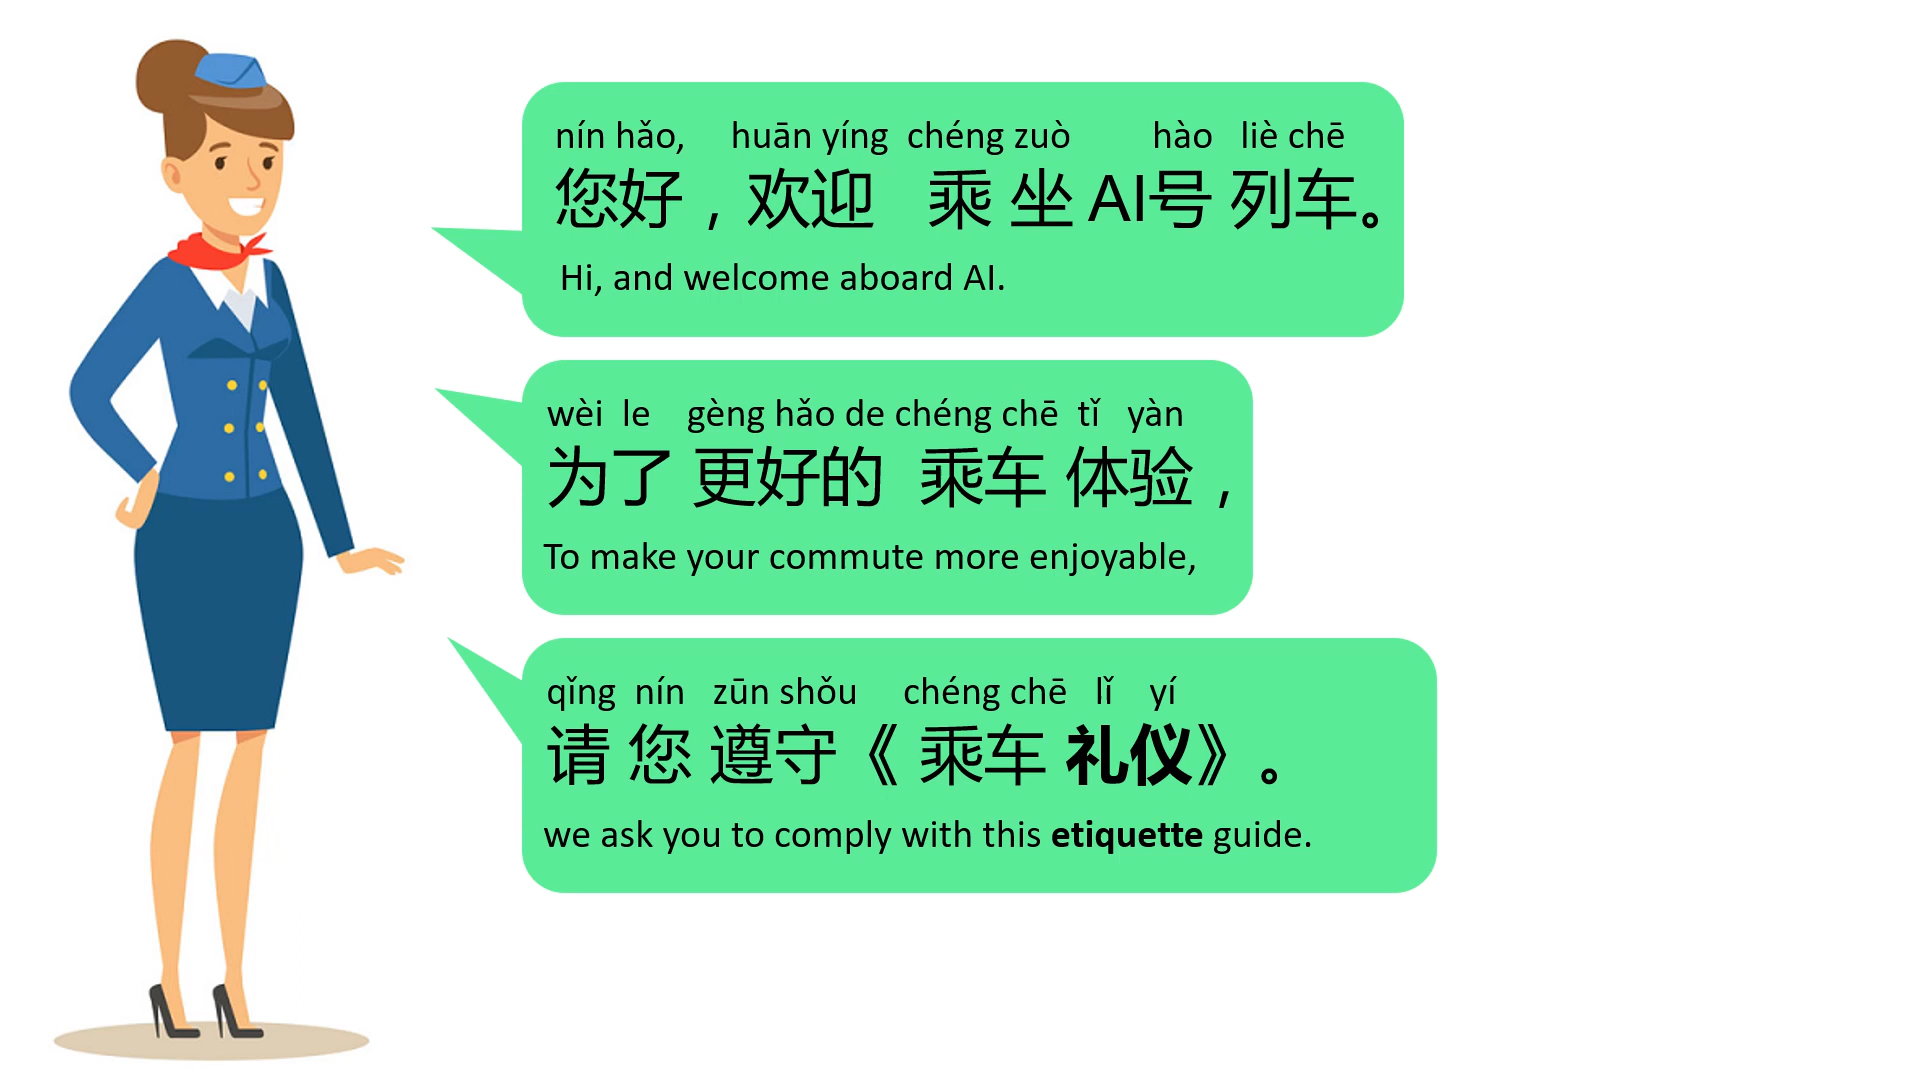 nín hǎo, huān yíng chéng zuò hào liè chē
您好，欢迎 乘 坐 AI号 列车。
Hi, and welcome aboard AI.
wèi le gèng hǎo de chéng chē tǐ yàn
为了 更好的 乘车 体验，
To make your commute more enjoyable,
qǐng nín zūn shǒu chéng chē lǐ yí
请 您 遵守《 乘车 礼仪》。
we ask you to comply with this etiquette guide.